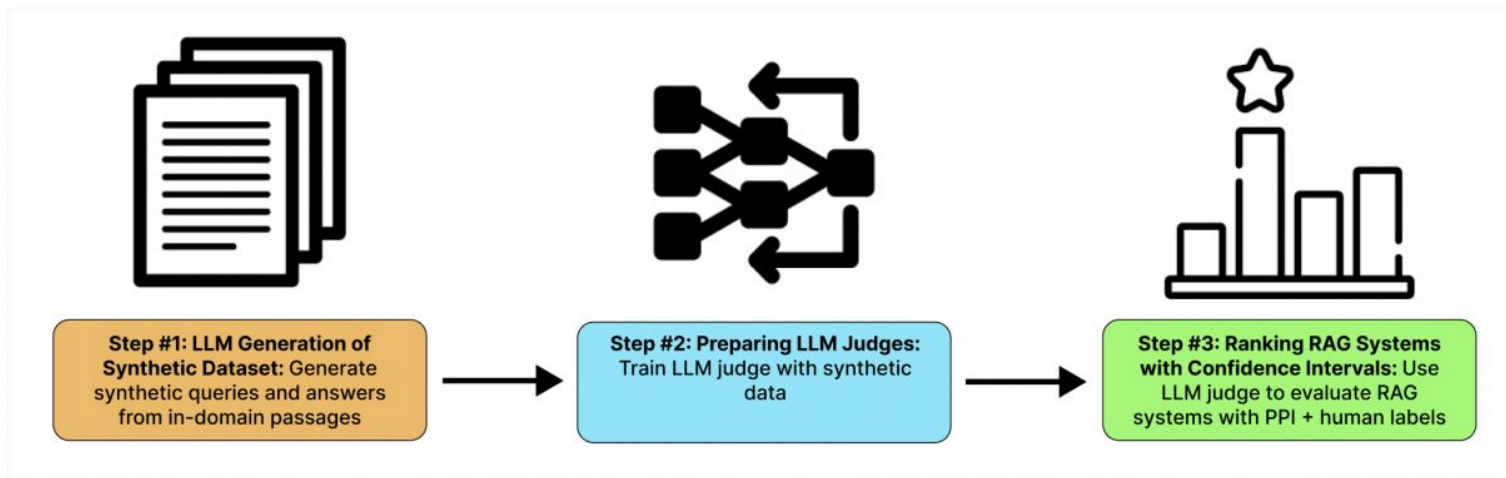 Step #1: LLM Generation of
Synthetic Dataset: Generate
synthetic queries and answers
from in-domain passages
Step #2: Preparing LLM Judges:
Train LLM judge with synthetic
data
Step #3: Ranking RAG Systems
with Confidence Intervals: Use
LLM judge to evaluate RAG
systems with PPI + human labels